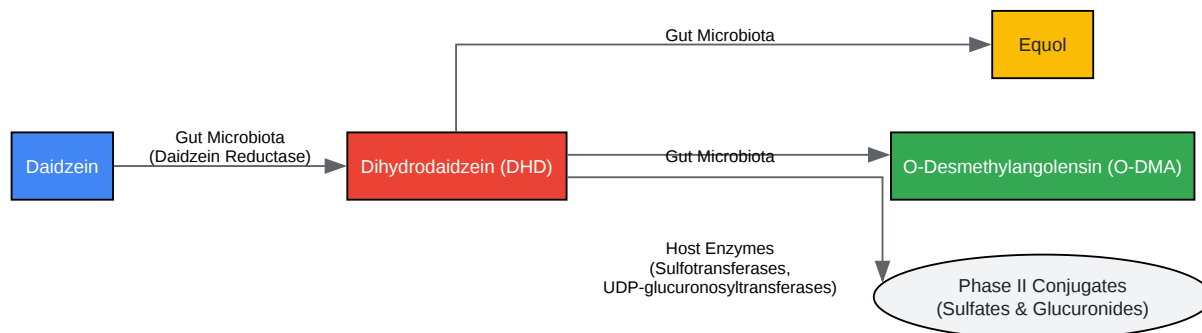 Gut Microbiota
Equol
Daidzein
Gut Microbiota
(Daidzein Reductase)
Dihydrodaidzein (DHD)
Gut Microbiota
O-Desmethylangolensin (O-DMA)
Host Enzymes
(Sulfotransferases,
UDP-glucuronosyltransferases)
Phase II Conjugates
(Sulfates & Glucuronides)